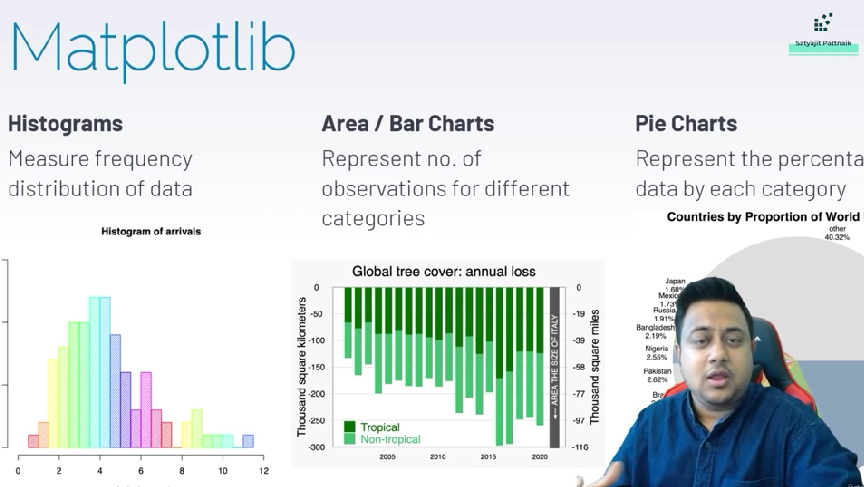 Matplotlib
Satyajit Pattnaik
Histograms
Measure frequency
distribution of data
Area / Bar Charts
Represent no. of
observations for different
categories
Pie Charts
Represent the percenta
data by each category
Histogram of arrivals
0 2 4 6 8 10 12
Global tree cover: annual loss
Thousand square kilometers
0
-50
-100
-150
-200
-250
-300
Tropical
Non-tropical
2005 2010 2015 2020
AREA THE SIZE OF ITALY
0
-19
-39
-58
-77
-97
-116
Thousand square miles
Countries by Proportion of World
other
40.32%
Japan
1.68%
Mexic
1.73%
Russia
1.91%
Bangladesh
2.19%
Nigeria
2.55%
Pakistan
2.62%
Bra